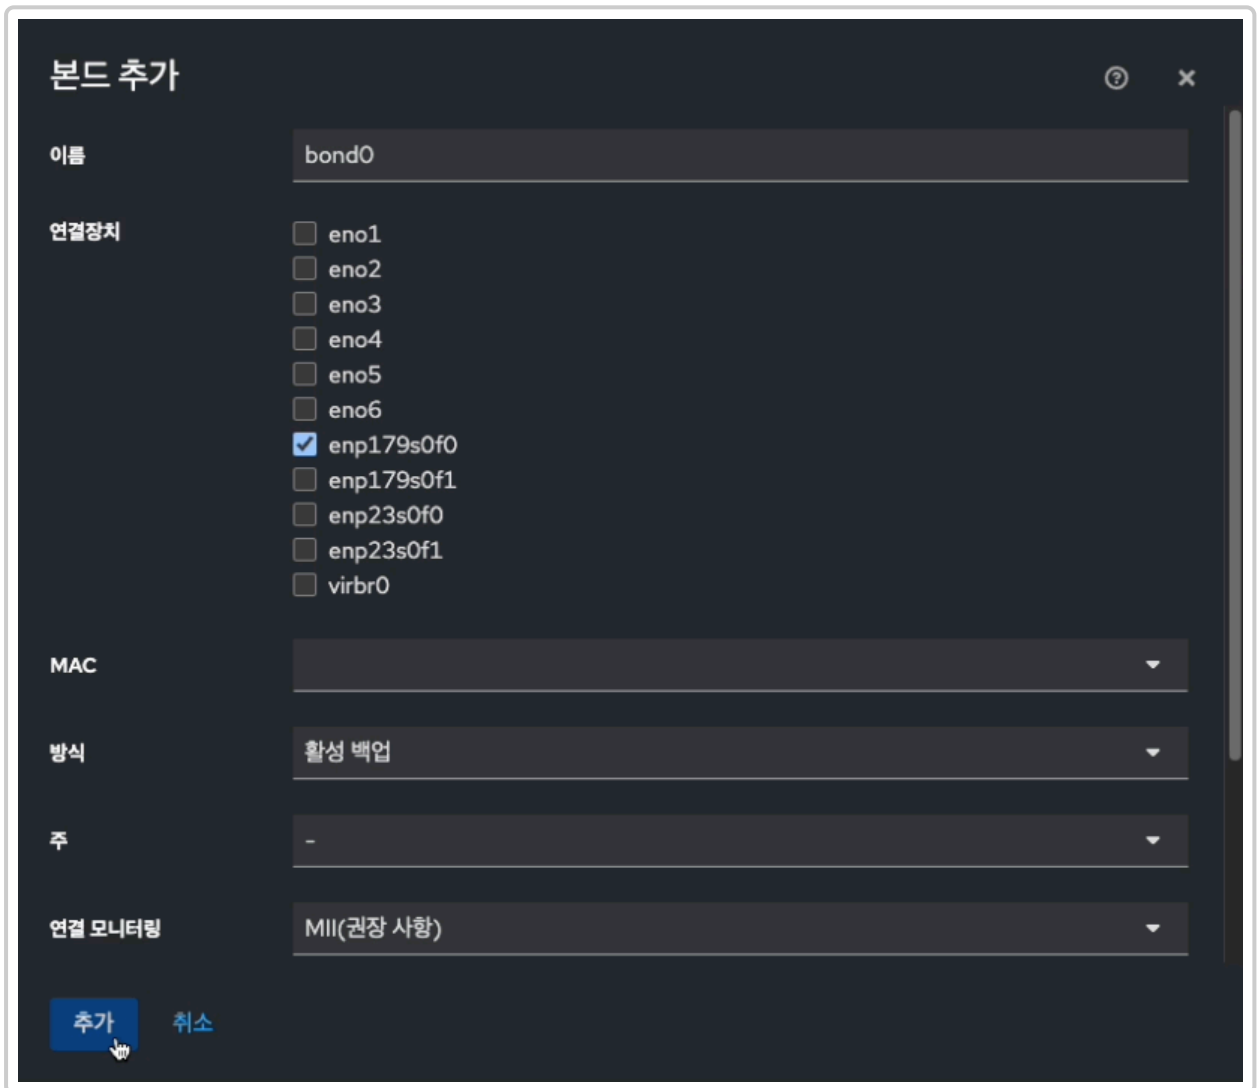 본드 추가
이름
bond0
연결장치
eno1
eno2
eno3
eno4
eno5
eno6
enp179s0f0
enp179s0f1
enp23s0f0
enp23s0f1
virbr0
MAC
방식
활성 백업
주
-
연결 모니터링
MII(권장 사항)
추가 취소